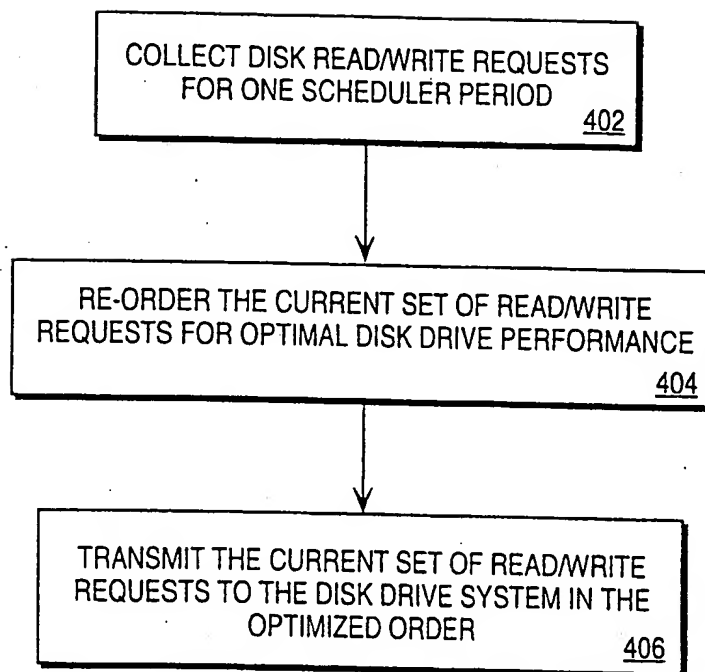 COLLECT DISK READ/WRITE REQUESTS
FOR ONE SCHEDULER PERIOD
402
RE-ORDER THE CURRENT SET OF READ/WRITE
REQUESTS FOR OPTIMAL DISK DRIVE PERFORMANCE
404
TRANSMIT THE CURRENT SET OF READ/WRITE
REQUESTS TO THE DISK DRIVE SYSTEM IN THE
OPTIMIZED ORDER
406